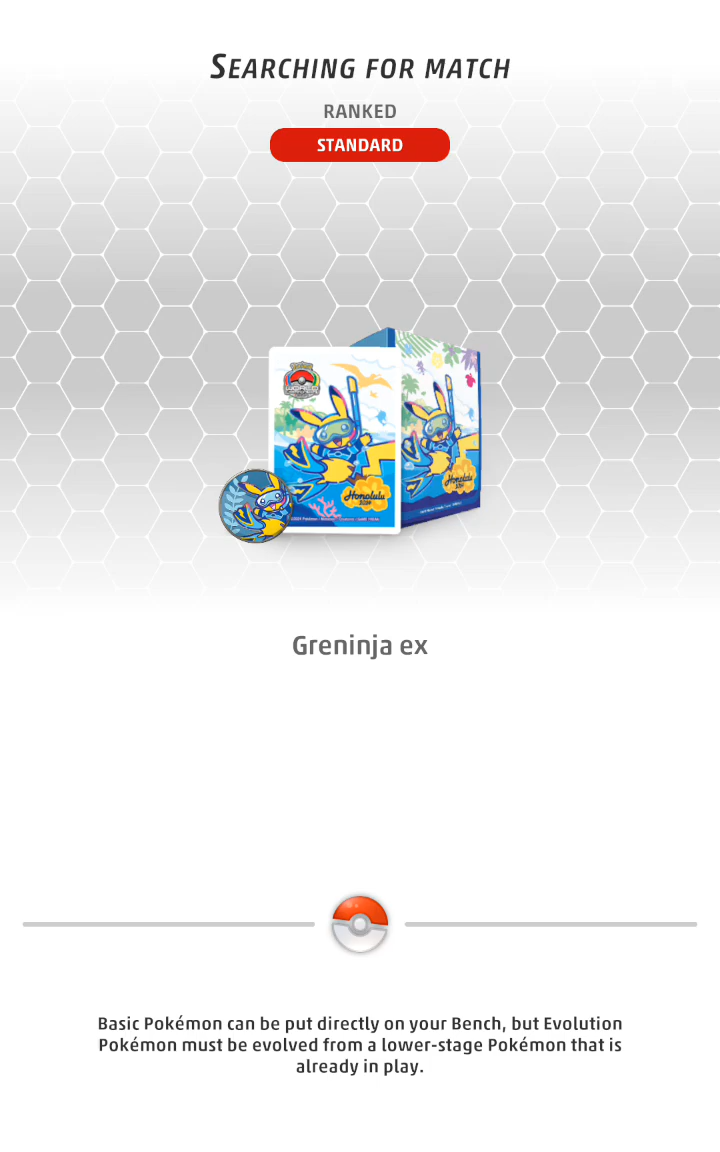 SEARCHING FOR MATCH
RANKED
STANDARD
Honolulu
2024
Honolulu
Greninja ex
Basic Pokémon can be put directly on your Bench, but Evolution
Pokémon must be evolved from a lower-stage Pokémon that is
already in play.